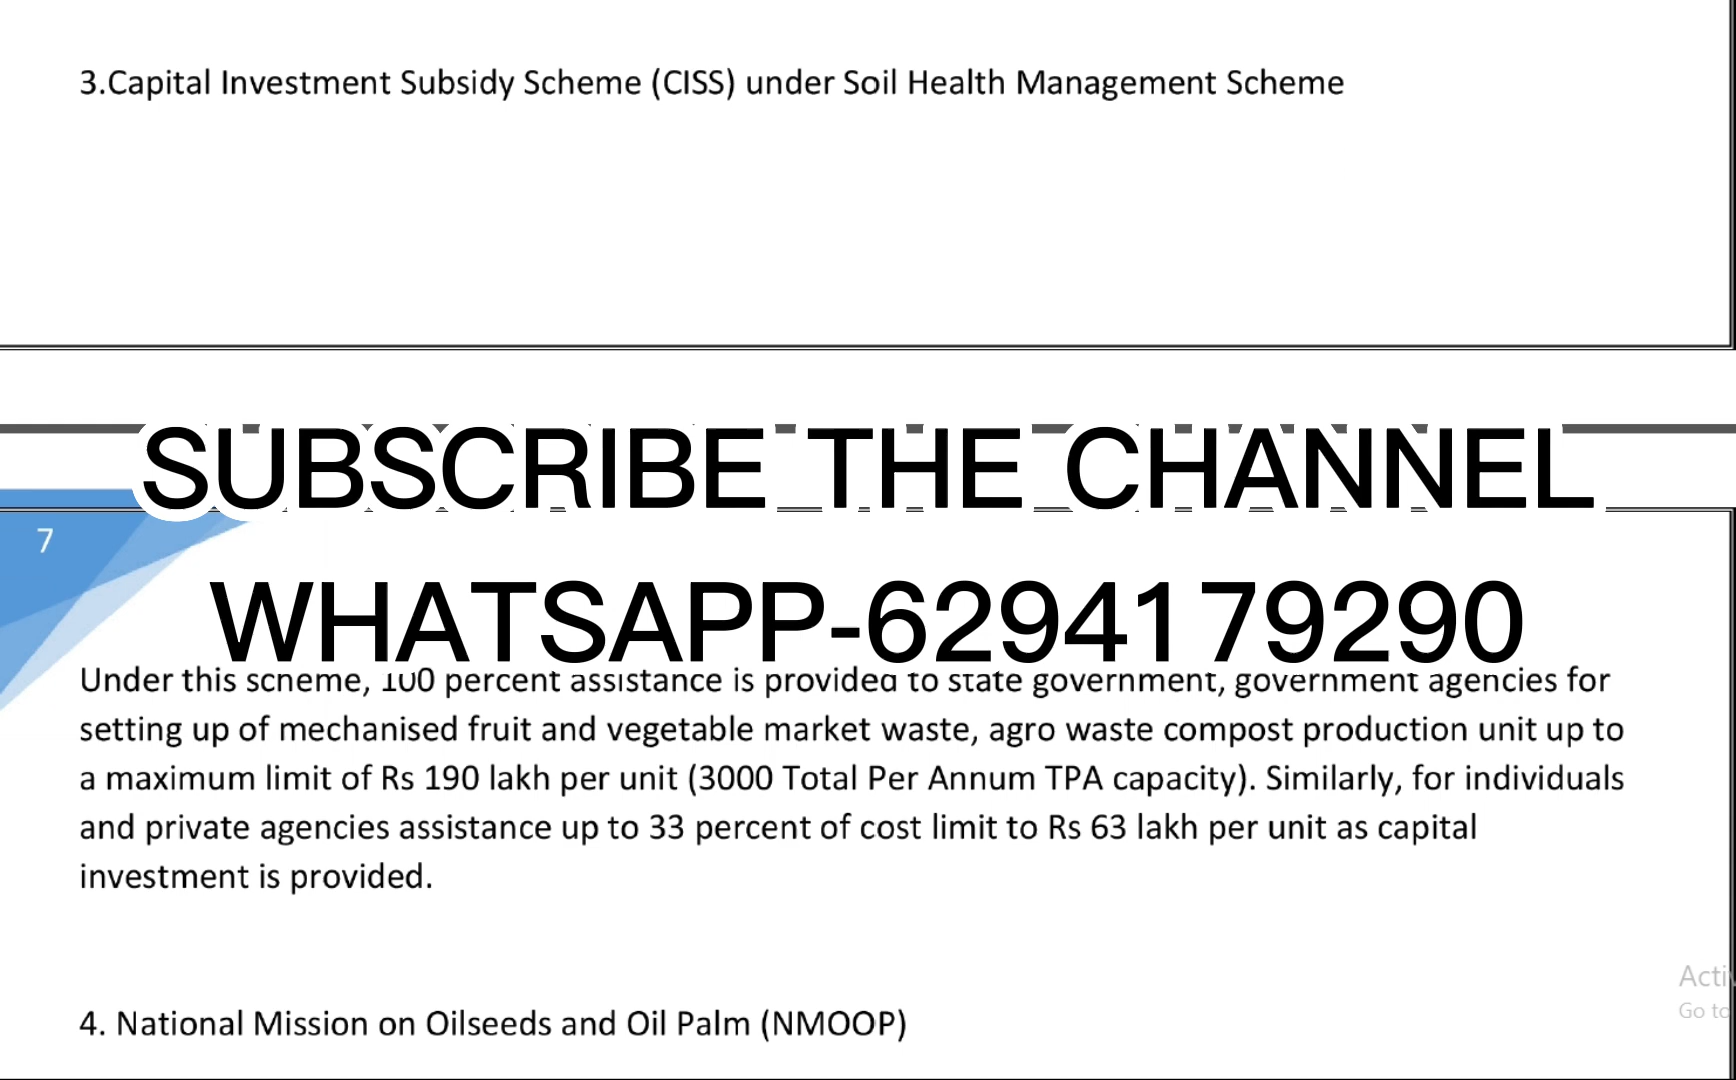 3.Capital Investment Subsidy Scheme (CISS) under Soil Health Management Scheme
SUBSCRIBE THE CHANNEL
7
WHATSAPP-6294179290
Under this scheme, 100 percent assistance is provided to state government, government agencies for
setting up of mechanised fruit and vegetable market waste, agro waste compost production unit up to
a maximum limit of Rs 190 lakh per unit (3000 Total Per Annum TPA capacity). Similarly, for individuals
and private agencies assistance up to 33 percent of cost limit to Rs 63 lakh per unit as capital
investment is provided.
Go to
4. National Mission on Oilseeds and Oil Palm (NMOOP)